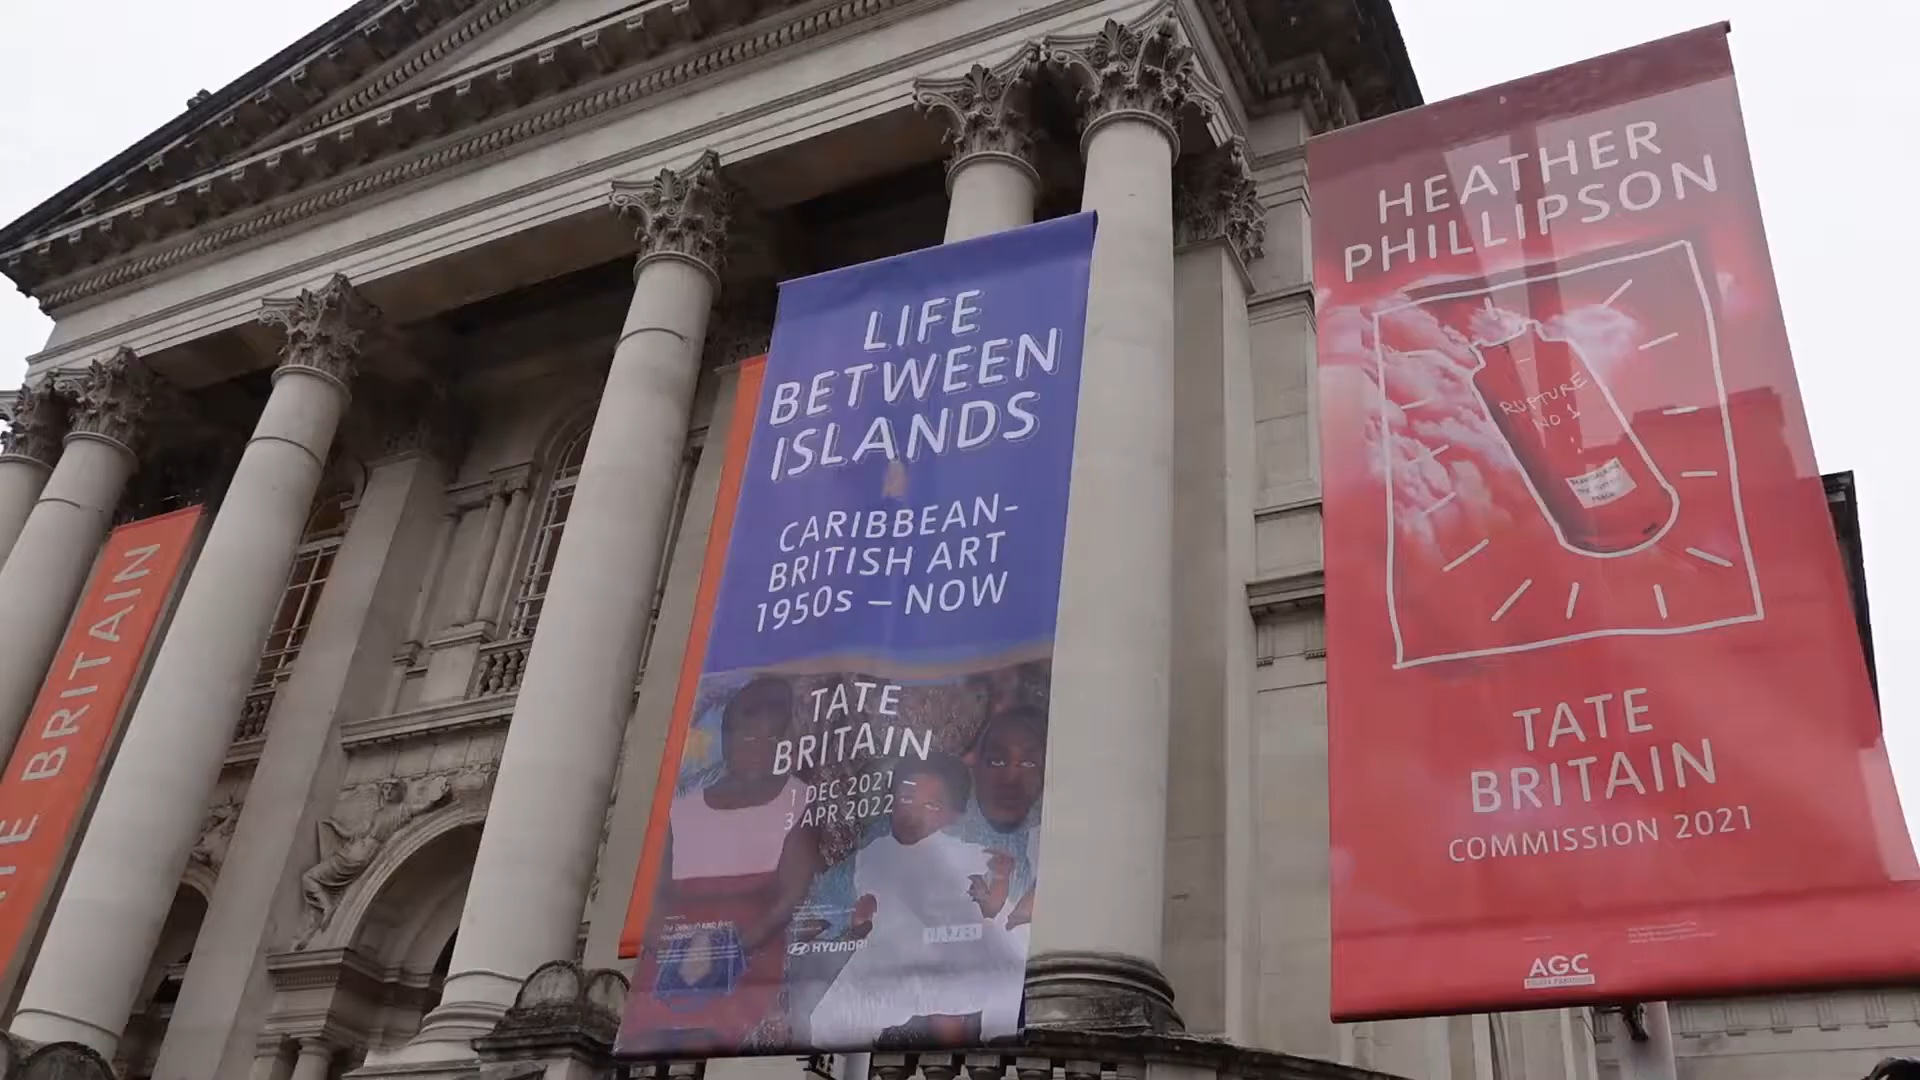 TE BRITAIN
LIFE
BETWEEN
ISLANDS
CARIBBEAN-
BRITISH ART
1950s – NOW
TATE
BRITAIN
1 DEC 2021 –
3 APR 2022
HYUNDAI
HEATHER
PHILLIPSON
RUPTURE
NO 1
TATE
BRITAIN
COMMISSION 2021
AGC